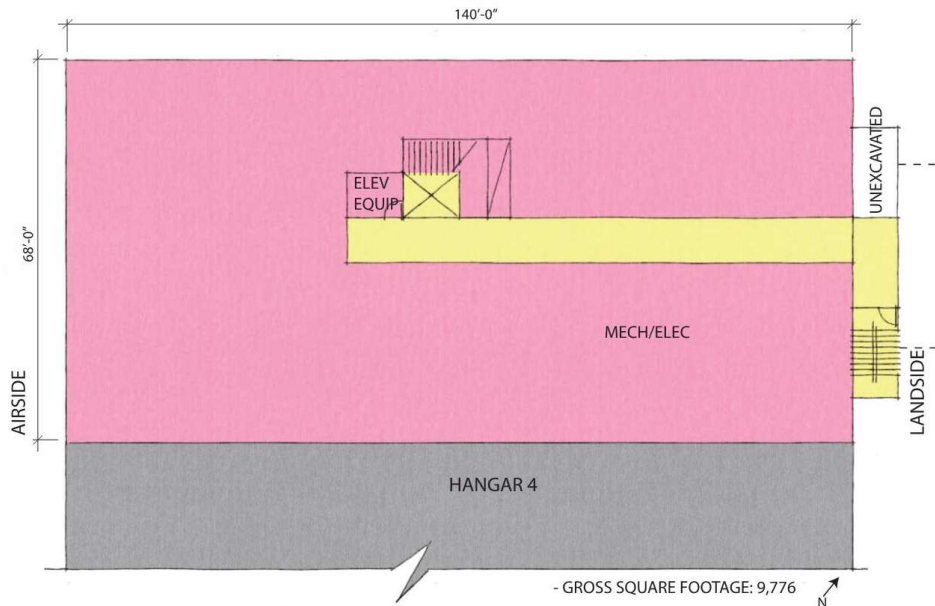 140'-0"
UNEXCAVATED
ELEV
EQUIP
68'-0"
MECH/ELEC
AIRSIDE
LANDSIDE
HANGAR 4
- GROSS SQUARE FOOTAGE: 9,776
N